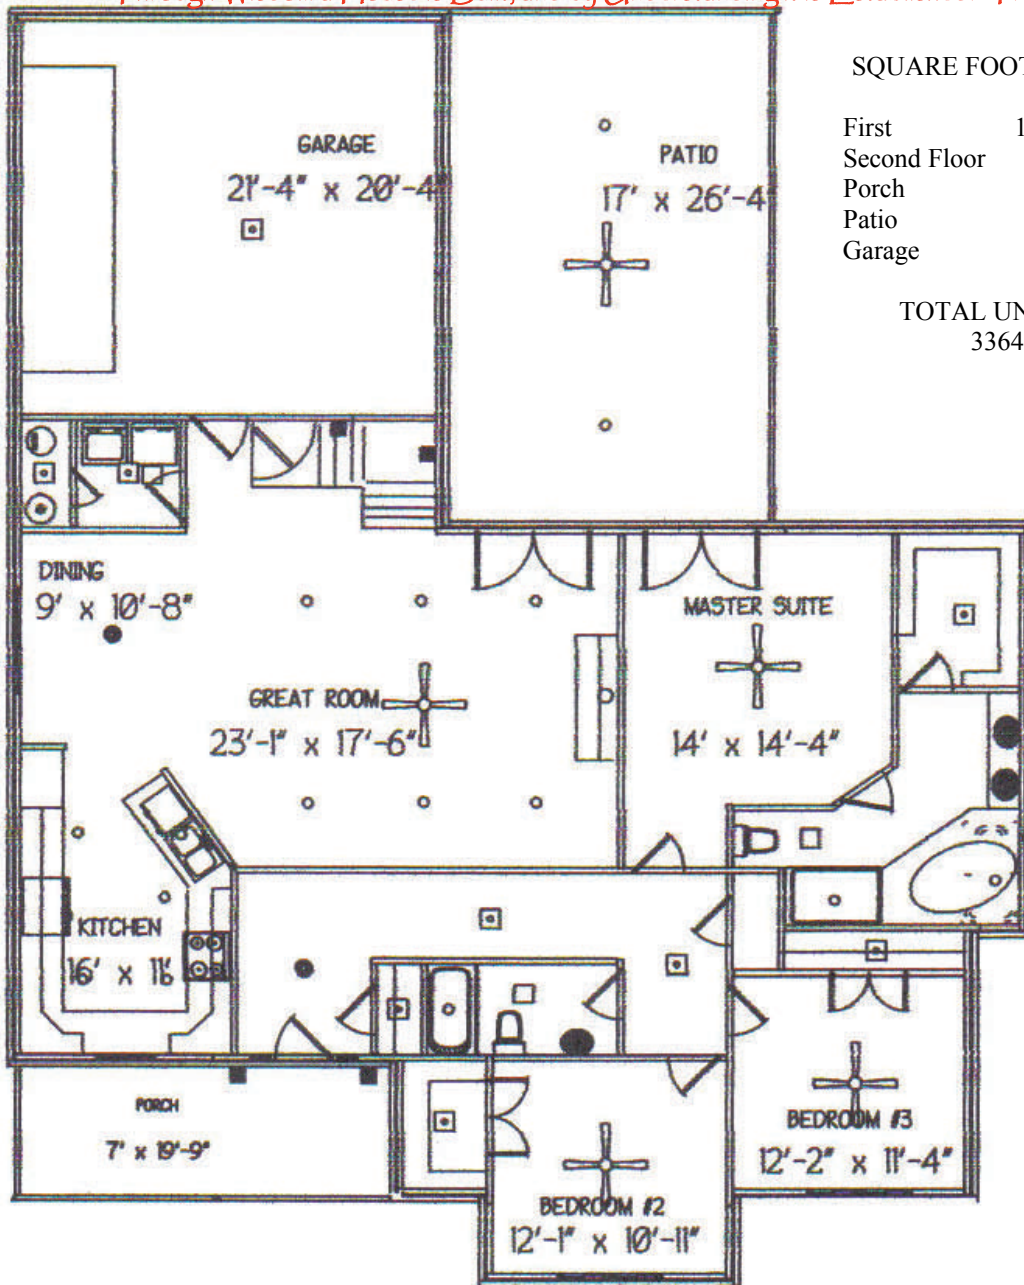 SQUARE FOOT
First 1
Second Floor
Porch
Patio
Garage
TOTAL UN
3364
GARAGE
21'-4" x 20'-4
PATIO
17' x 26'-4
DINING
9' x 10'-8"
GREAT ROOM
23'-1" x 17'-6"
MASTER SUITE
14' x 14'-4"
KITCHEN
16' x 11'
PORCH
7' x 19'-9"
BEDROOM #2
12'-1" x 10'-11"
BEDROOM #3
12'-2" x 11'-4"